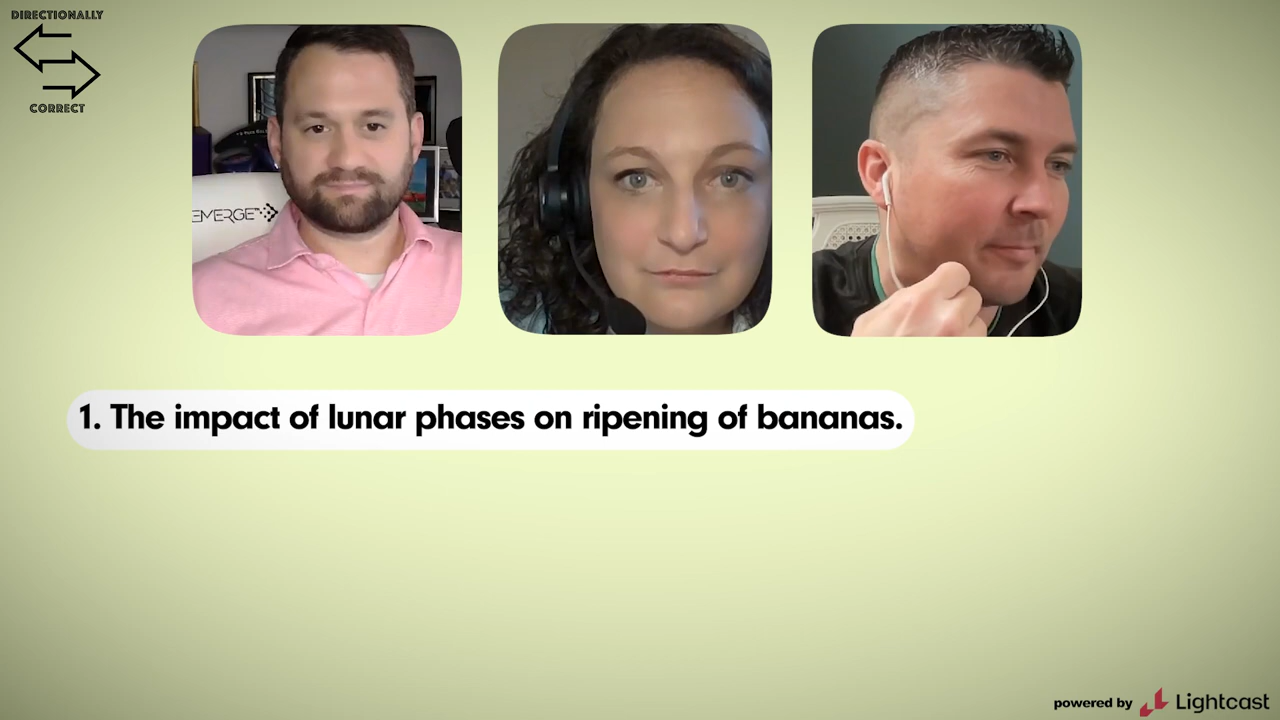 DIRECTIONALLY
CORRECT
EMERGE
1. The impact of lunar phases on ripening of bananas.
powered by Lightcast